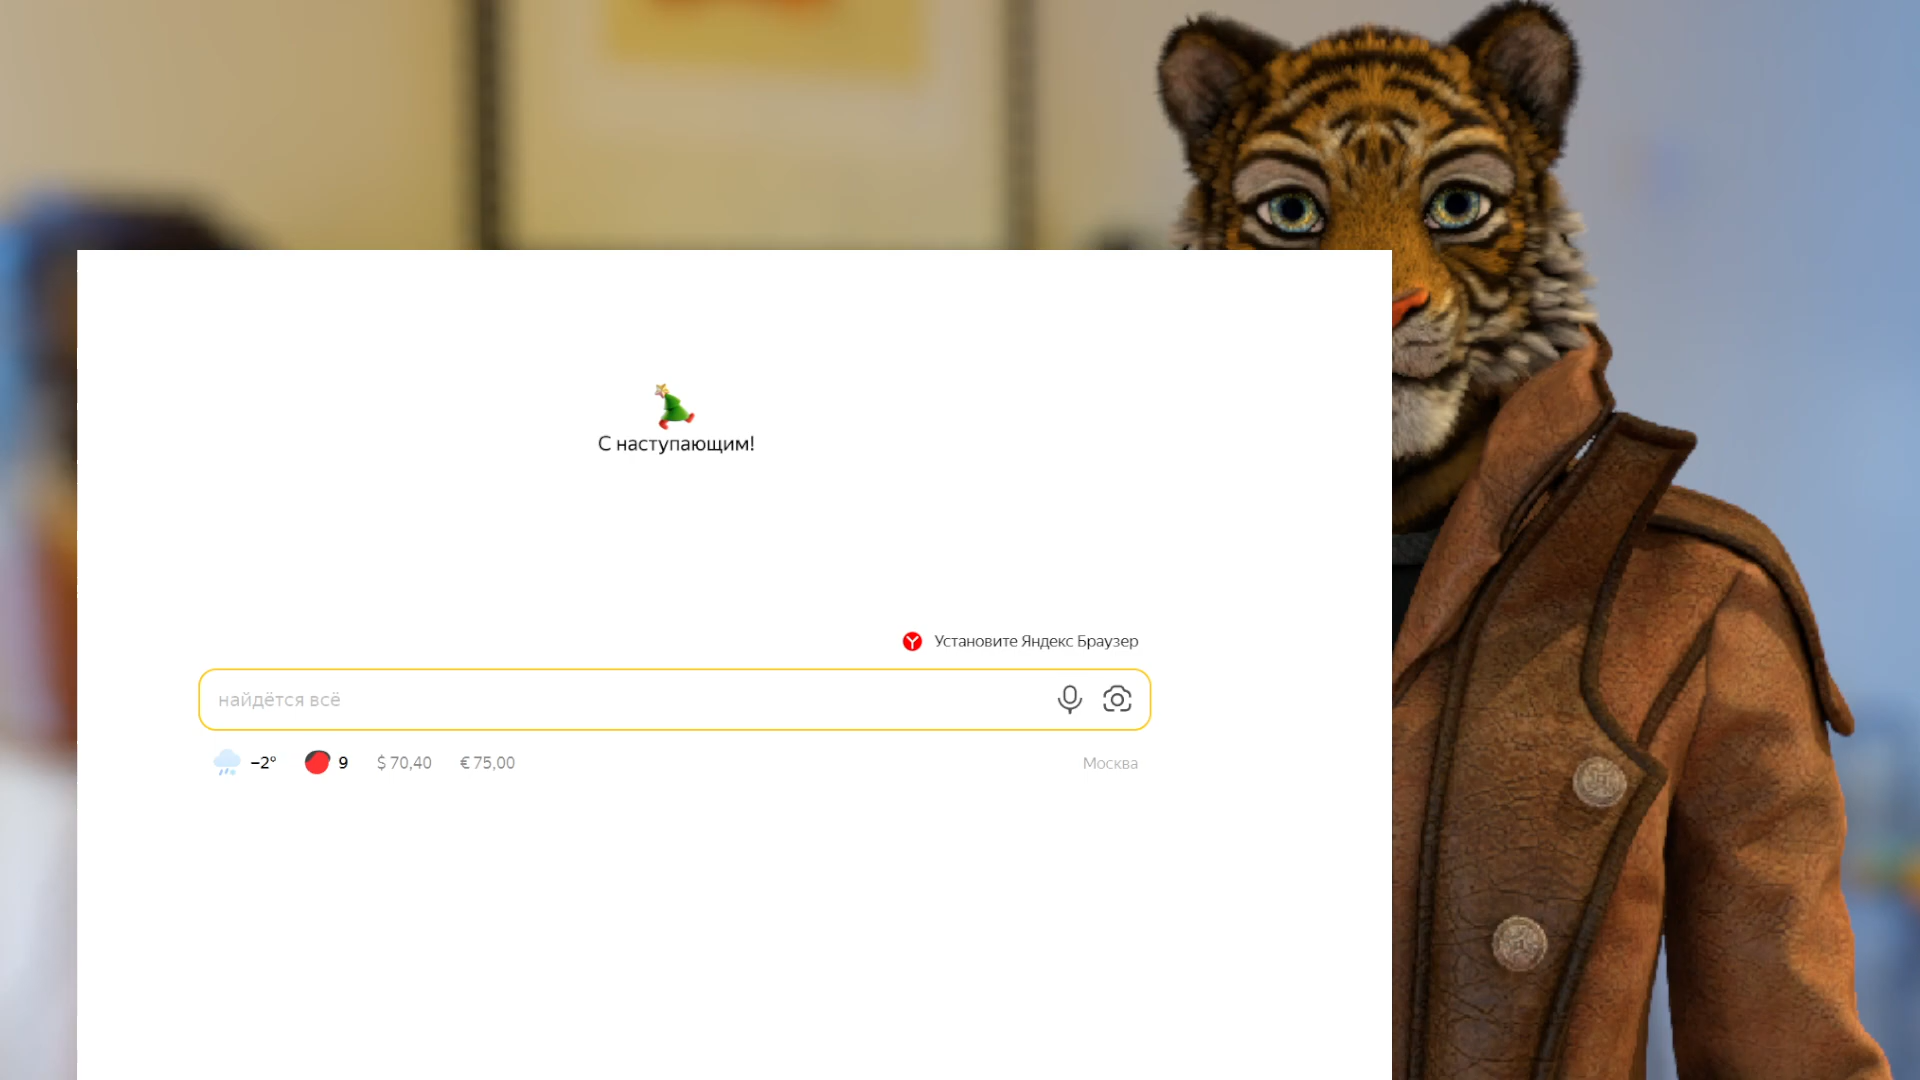 С наступающим!
Установите Яндекс Браузер
найдётся всё
−2° 9 $ 70,40 € 75,00 Москва